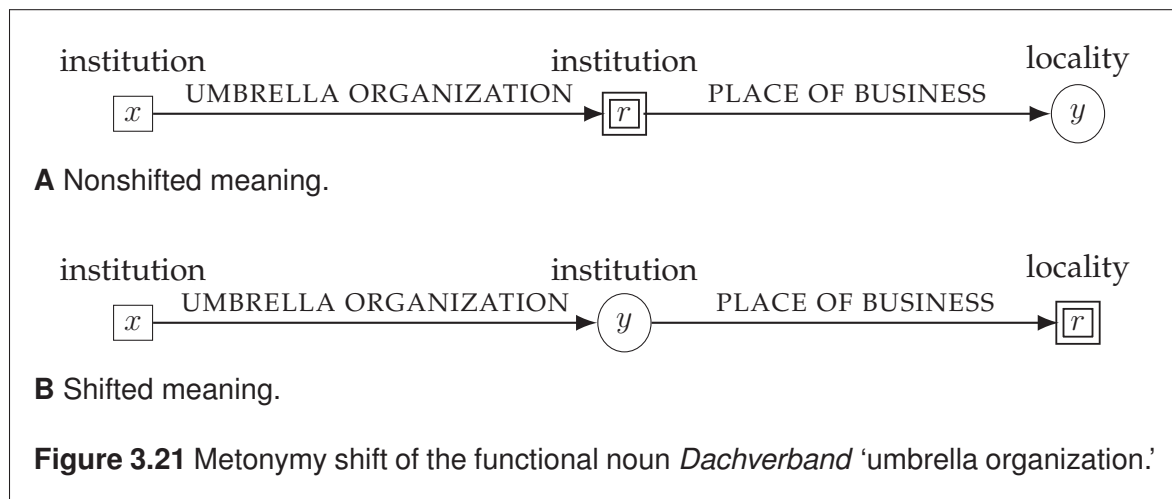 institution institution locality
UMBRELLA ORGANIZATION PLACE OF BUSINESS
x r y
A Nonshifted meaning.
institution institution locality
UMBRELLA ORGANIZATION PLACE OF BUSINESS
x y r
B Shifted meaning.
Figure 3.21 Metonymy shift of the functional noun Dachverband ‘umbrella organization.’